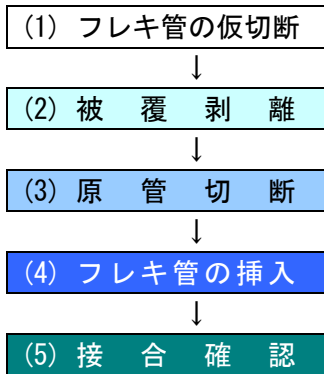 (1) フレキ管の仮切断
↓
(2) 被覆剥離
↓
(3) 原管切断
↓
(4) フレキ管の挿入
↓
(5) 接合確認